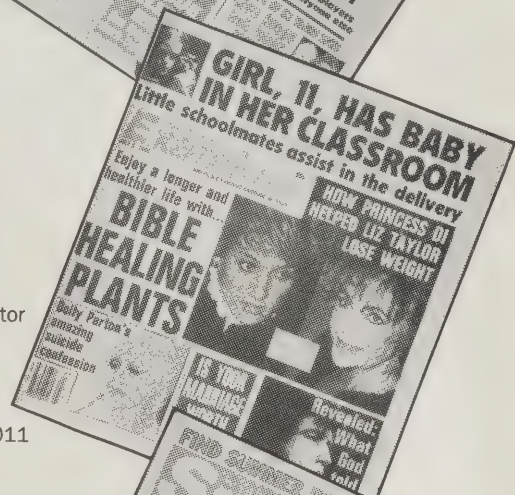 GIRL, 11, HAS BABY
IN HER CLASSROOM
Little schoolmates assist in the delivery
Enjoy a longer and
healthier life with...
BIBLE
HEALING
PLANTS
HOW PRINCESS DI
HELPED LIZ TAYLOR
LOSE WEIGHT
Dolly Parton's
amazing
suicide
confession
IS YOUR
MARRIAGE
Revealed:
What
God
told
FIND SUMMER
tor
011